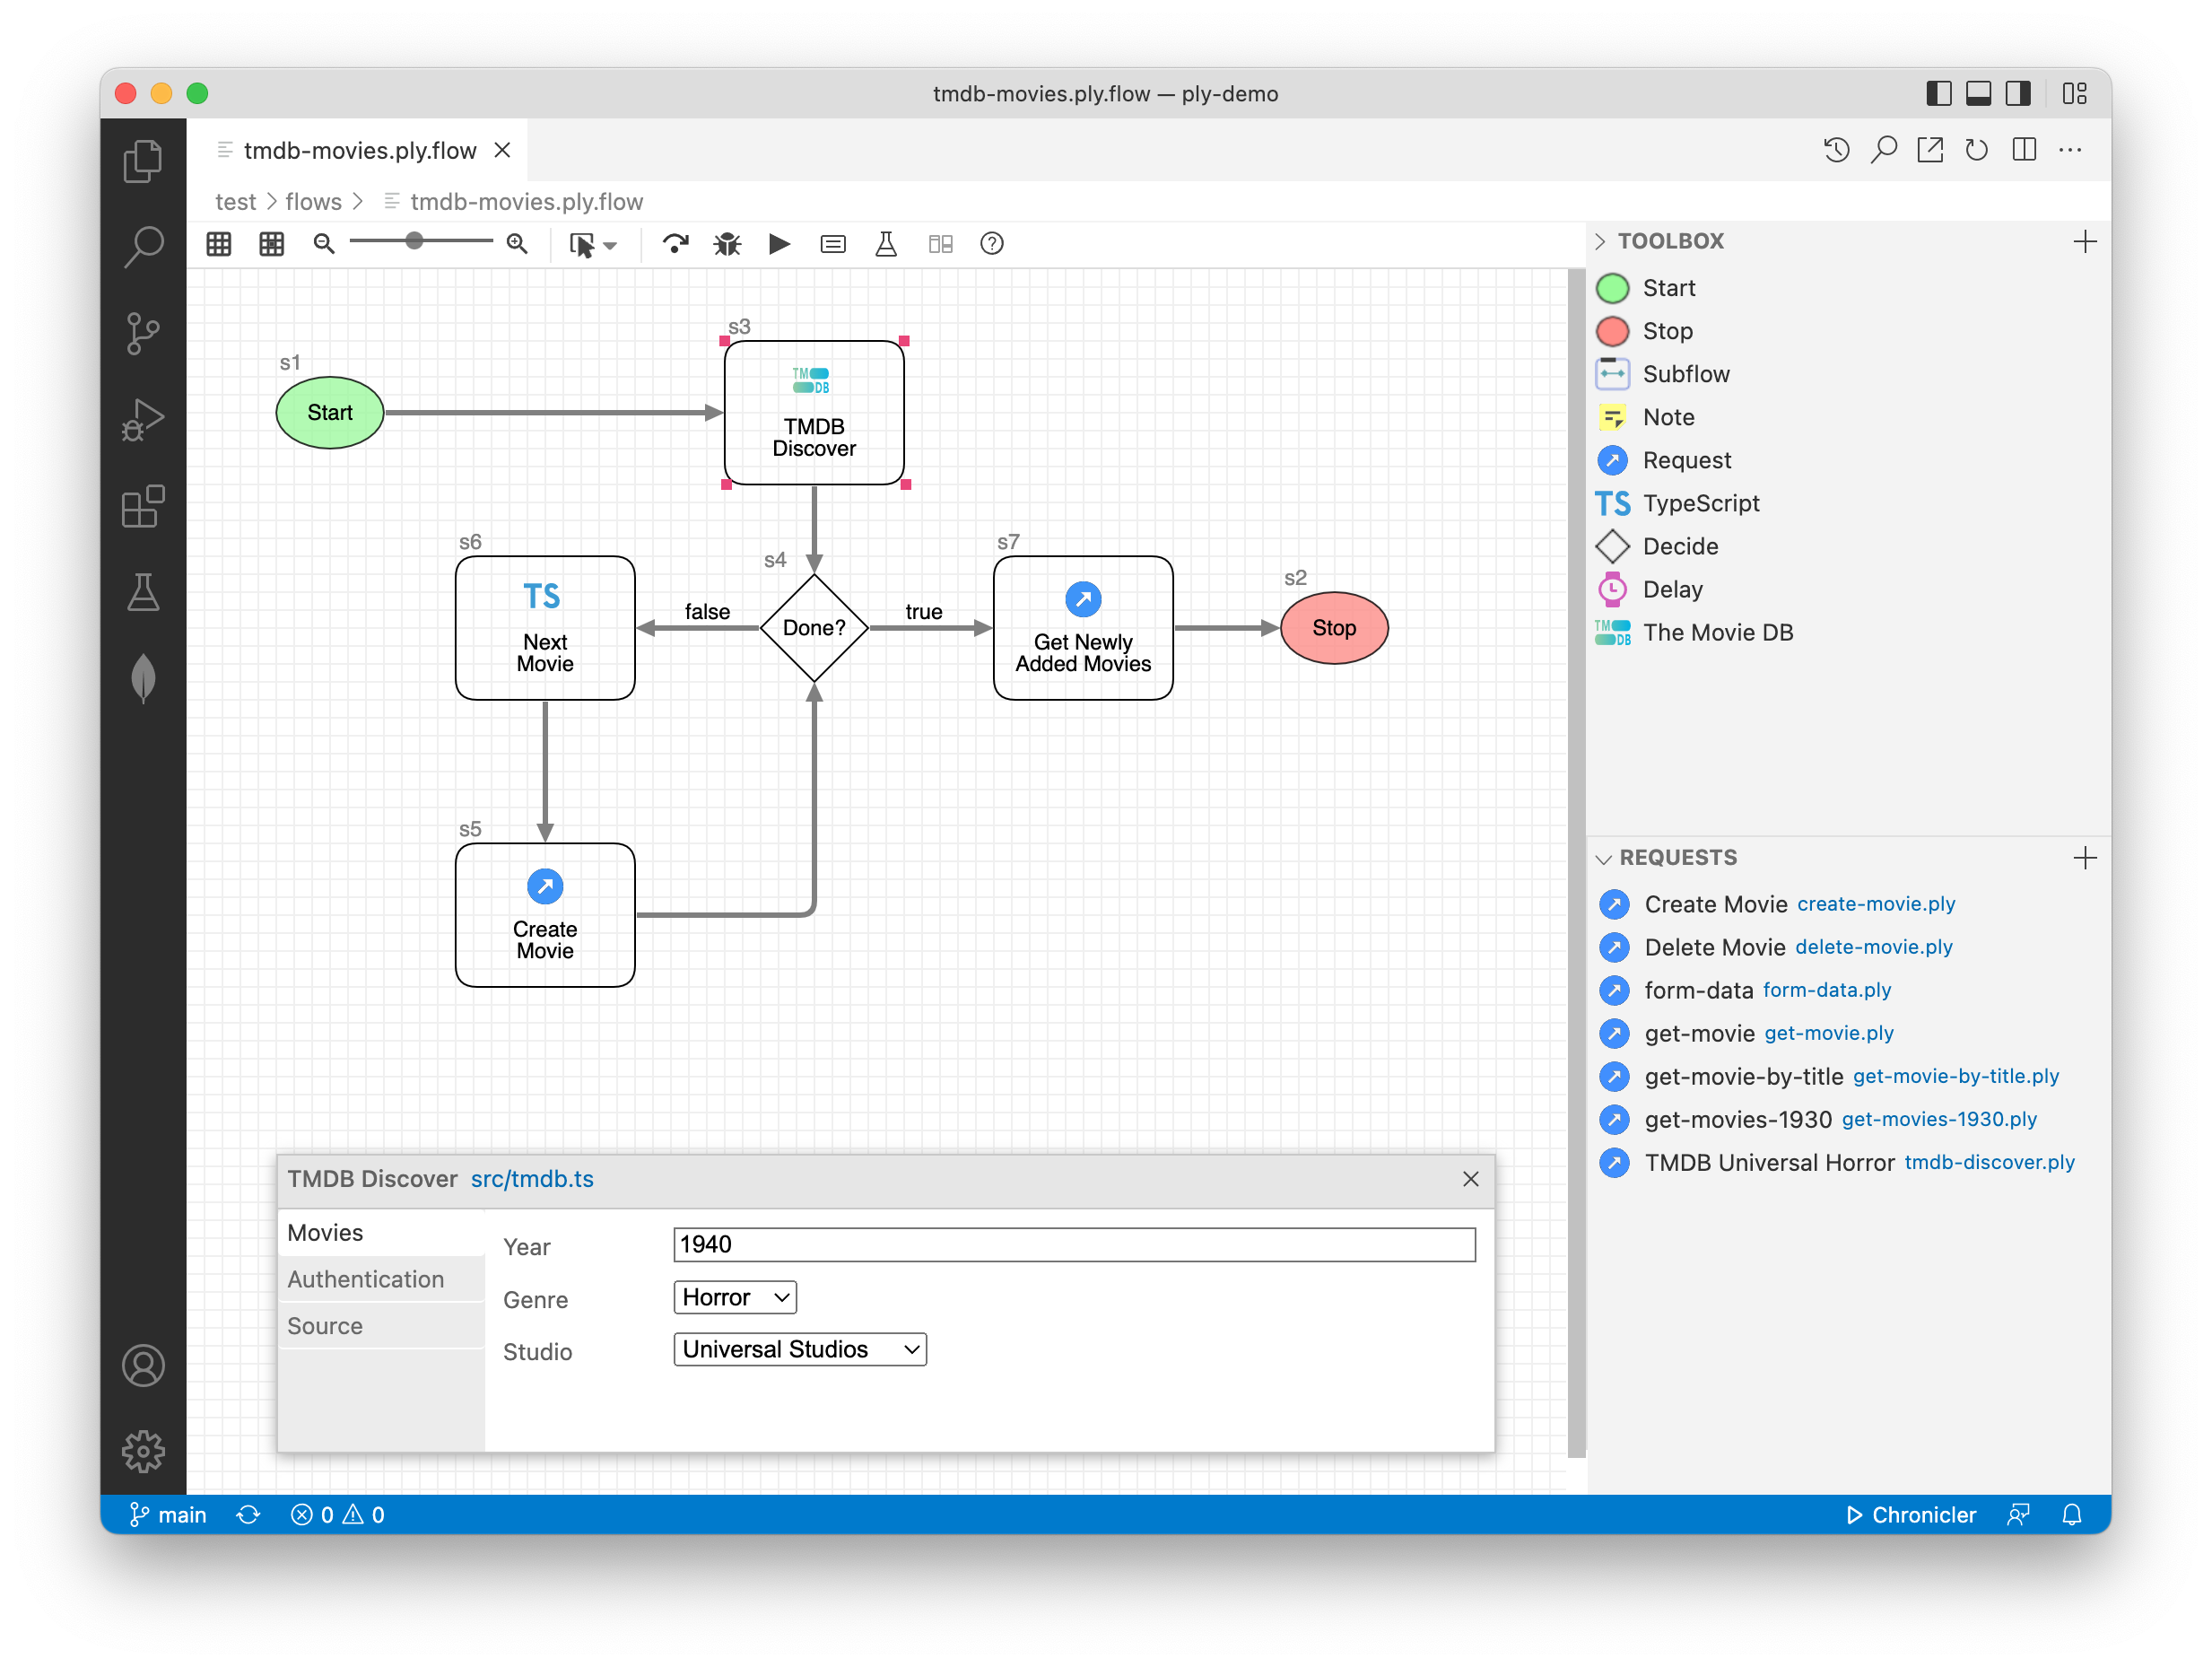 tmdb-movies.ply.flow — ply-demo
tmdb-movies.ply.flow
test > flows > tmdb-movies.ply.flow
s1
Start
s3
TMDB
TMDB
Discover
s6
TS
Next
Movie
s4
false
Done?
true
s7
Get Newly
Added Movies
s2
Stop
s5
Create
Movie
TMDB Discover src/tmdb.ts
Movies
Authentication
Source
Year
1940
Genre
Horror
Studio
Universal Studios
TOOLBOX
Start
Stop
Subflow
Note
Request
TS TypeScript
Decide
Delay
TMDB The Movie DB
REQUESTS
Create Movie create-movie.ply
Delete Movie delete-movie.ply
form-data form-data.ply
get-movie get-movie.ply
get-movie-by-title get-movie-by-title.ply
get-movies-1930 get-movies-1930.ply
TMDB Universal Horror tmdb-discover.ply
main 0 0 Chronicler